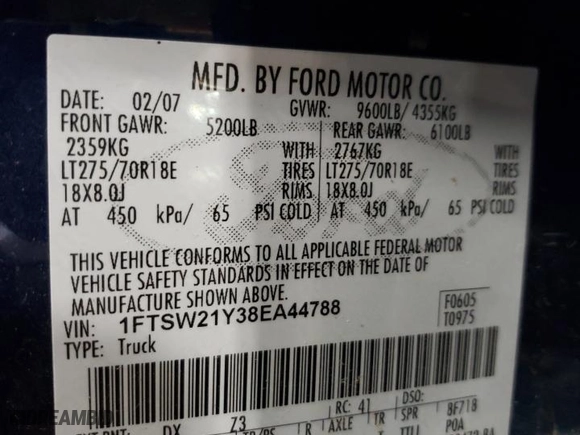 MFD. BY FORD MOTOR CO.
DATE: 02/07 GVWR: 9600LB/ 4355KG
FRONT GAWR: 5200LB REAR GAWR: 6100LB
2359KG WITH 2767KG WITH
LT275/70R18E TIRES LT275/70R18E TIRES
18X8.0J RIMS 18X8.0J RIMS
AT 450 kPa/ 65 PSI COLD AT 450 kPa/ 65 PSI COLD
Ford
THIS VEHICLE CONFORMS TO ALL APPLICABLE FEDERAL MOTOR
VEHICLE SAFETY STANDARDS IN EFFECT ON THE DATE OF
MANUFACTURE SHOWN ABOVE.
VIN: 1FTSW21Y38EA44788 F0605
TYPE: Truck T0975
RC: 41 DSO:
DX Z3 R AXLE TR SPR BF718